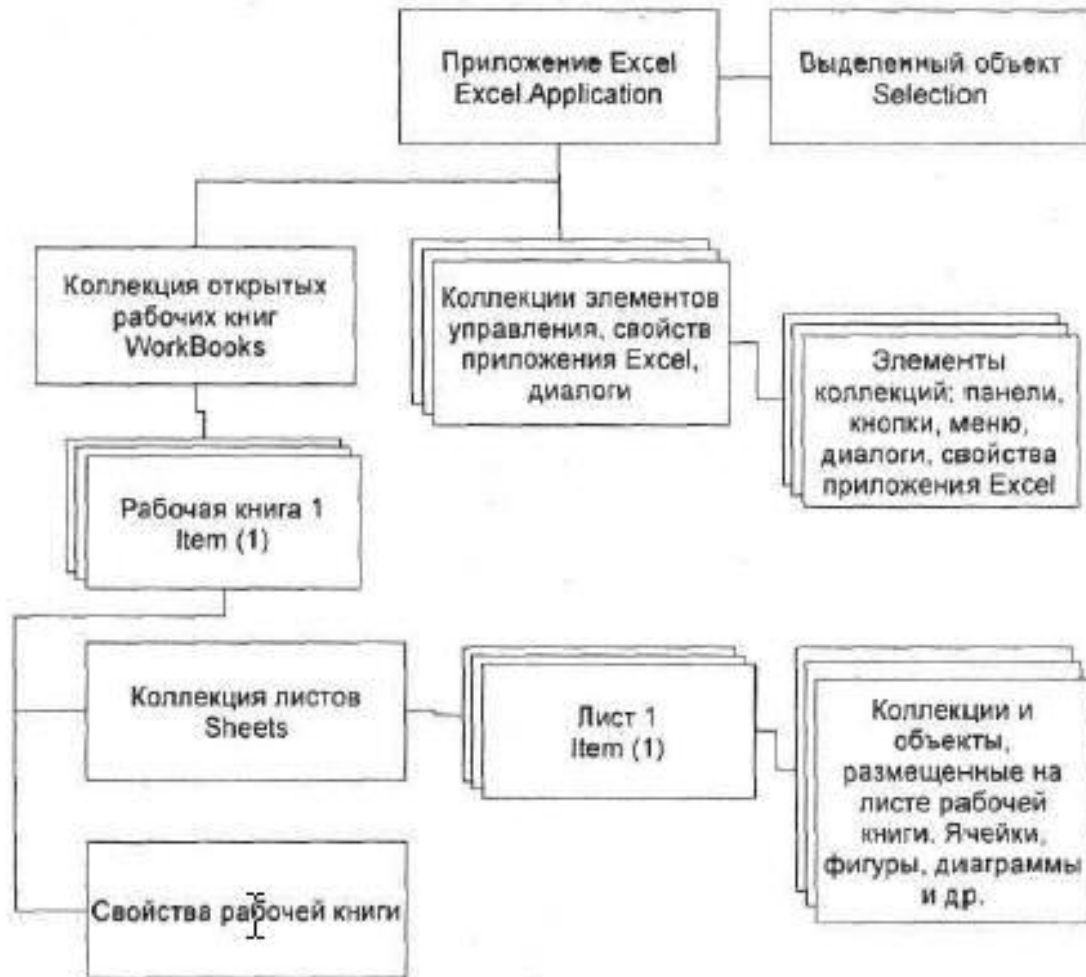 Приложение Excel
Excel.Application
Выделенный объект
Selection
Коллекция открытых
рабочих книг
WorkBooks
Коллекции элементов
управления, свойств
приложения Excel,
диалоги
Элементы
коллекций: панели,
кнопки, меню,
диалоги, свойства
приложения Excel
Рабочая книга 1
Item (1)
Коллекция листов
Sheets
Лист 1
Item (1)
Коллекции и
объекты,
размещенные на
листе рабочей
книги. Ячейки,
фигуры, диаграммы
и др.
Свойства рабочей книги